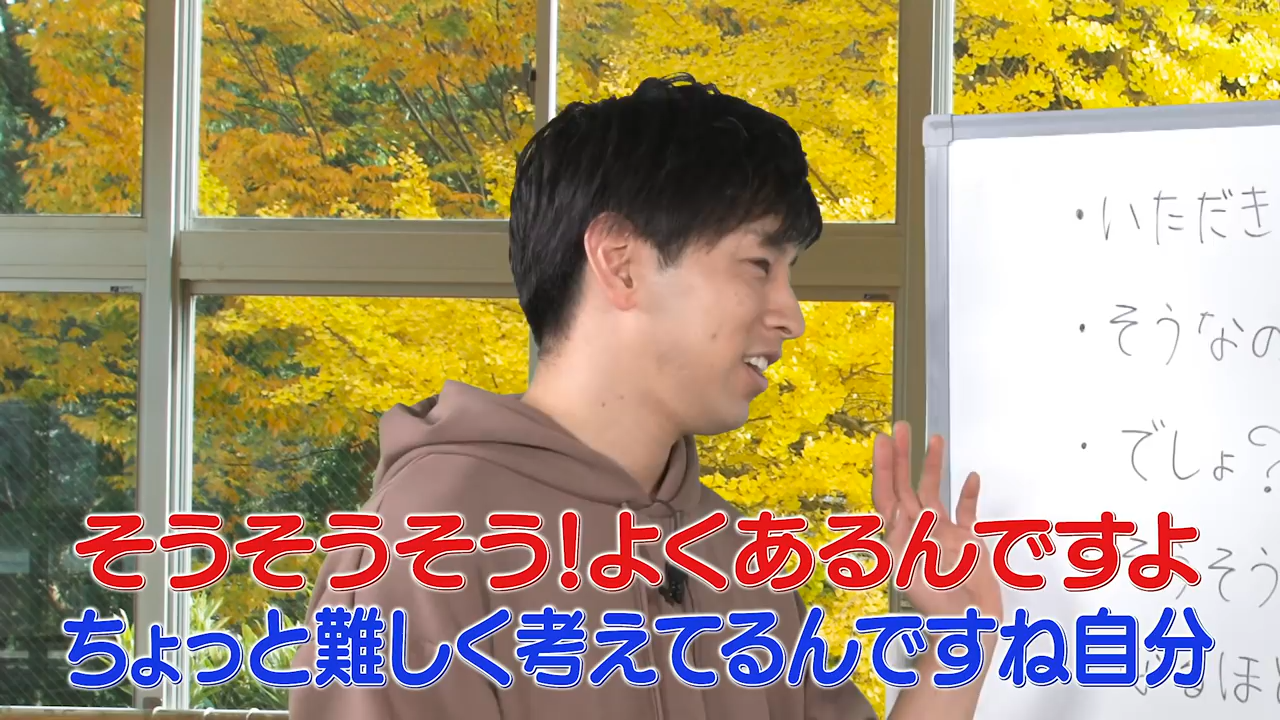 ・いただき
・そうなの
・でしょ?
そうそうそう!よくあるんですよ
ちょっと難しく考えてるんですね自分